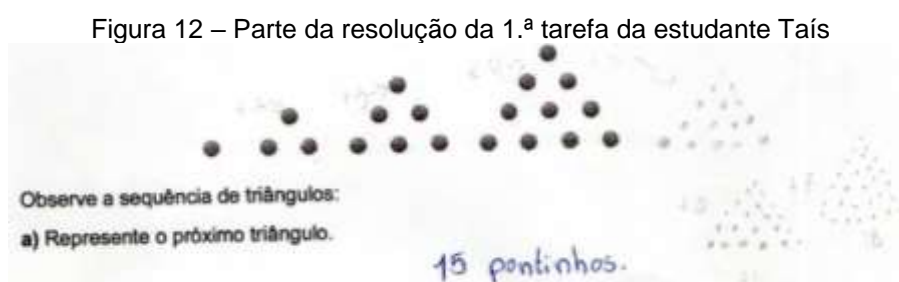 Figura 12 – Parte da resolução da 1.ª tarefa da estudante Taís
Observe a sequência de triângulos:
a) Represente o próximo triângulo.
15 pontinhos.